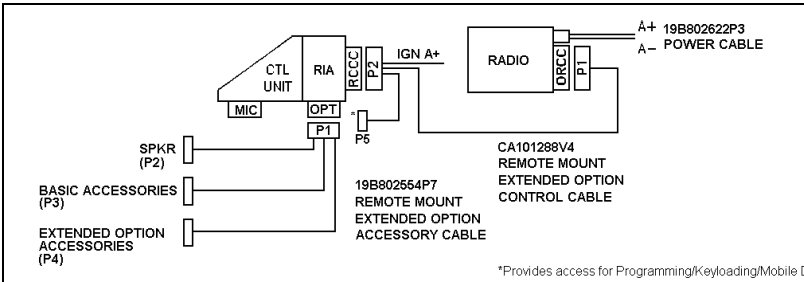 CTL
UNIT
RIA
RCCC
P2
IGN A+
RADIO
ORCC
P1
A+
A–
19B802622P3
POWER CABLE
MIC
OPT
P1
*
P5
SPKR
(P2)
BASIC ACCESSORIES
(P3)
EXTENDED OPTION
ACCESSORIES
(P4)
19B802554P7
REMOTE MOUNT
EXTENDED OPTION
ACCESSORY CABLE
CA101288V4
REMOTE MOUNT
EXTENDED OPTION
CONTROL CABLE
*Provides access for Programming/Keyloading/Mobile D